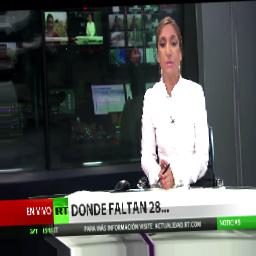 EN VIVO RT DONDE FALTAN 28...
PARA MÁS INFORMACIÓN VISITE: ACTUALIDAD.RT.COM NOTICIAS